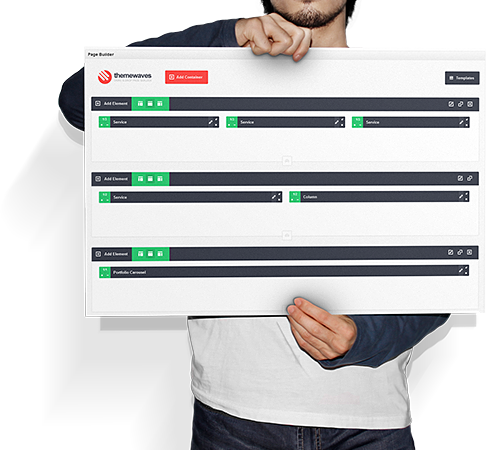 Page Builder
themewaves
Add Container
Templates
Add Element
Service
Service
Service
Add Element
Service
Column
Add Element
Portfolio Carousel